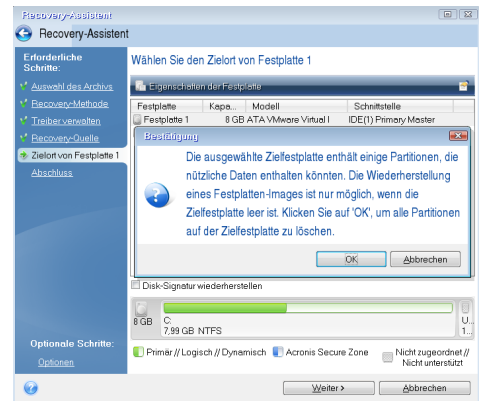 Recovery-Assistent
Recovery-Assistent
Erforderliche
Schritte:
Auswahl des Archivs
Recovery-Methode
Treiber verwalten
Recovery-Quelle
Zielort von Festplatte 1
Abschluss
Optionale Schritte:
Optionen
Wählen Sie den Zielort von Festplatte 1
Eigenschaften der Festplatte
Festplatte Kapa... Modell Schnittstelle
Festplatte 1 8 GB ATA VMware Virtual I IDE(1) Primary Master
Bestätigung
Die ausgewählte Zielfestplatte enthält einige Partitionen, die
nützliche Daten enthalten könnten. Die Wiederherstellung
eines Festplatten-Images ist nur möglich, wenn die
Zielfestplatte leer ist. Klicken Sie auf 'OK', um alle Partitionen
auf der Zielfestplatte zu löschen.
OK Abbrechen
Disk-Signatur wiederherstellen
8 GB C: U...
7,99 GB NTFS 1...
Primär // Logisch // Dynamisch Acronis Secure Zone Nicht zugeordnet //
Nicht unterstützt
Weiter > Abbrechen